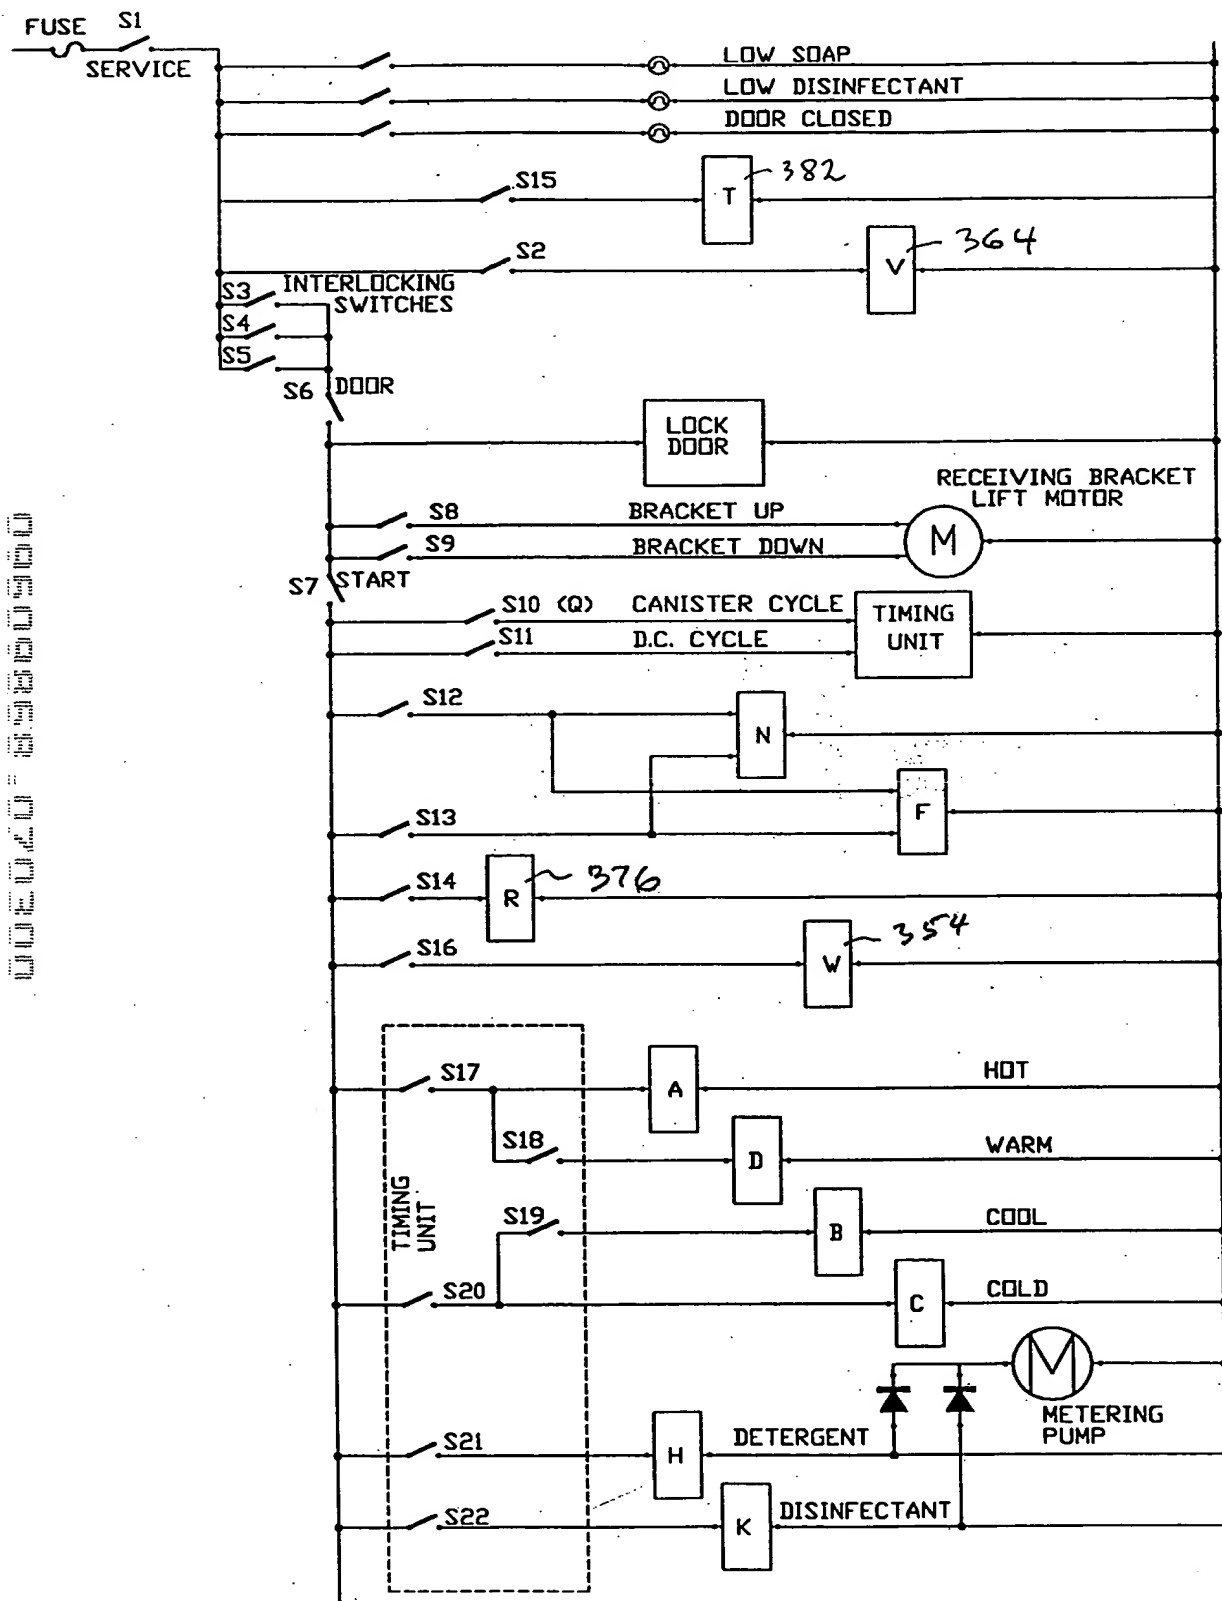 FUSE S1
SERVICE
LOW SOAP
LOW DISINFECTANT
DOOR CLOSED
S15
T
382
S2
V
364
S3 INTERLOCKING
SWITCHES
S4
S5
S6 DOOR
LOCK
DOOR
RECEIVING BRACKET
LIFT MOTOR
S8 BRACKET UP
M
S9 BRACKET DOWN
S7 START
S10 (Q) CANISTER CYCLE
S11 D.C. CYCLE
TIMING
UNIT
S12
N
S13
F
S14
R
376
S16
W
354
S17
A
HOT
S18
D
WARM
TIMING
UNIT
S19
B
COOL
S20
C
COLD
M
METERING
PUMP
S21
H
DETERGENT
S22
K
DISINFECTANT